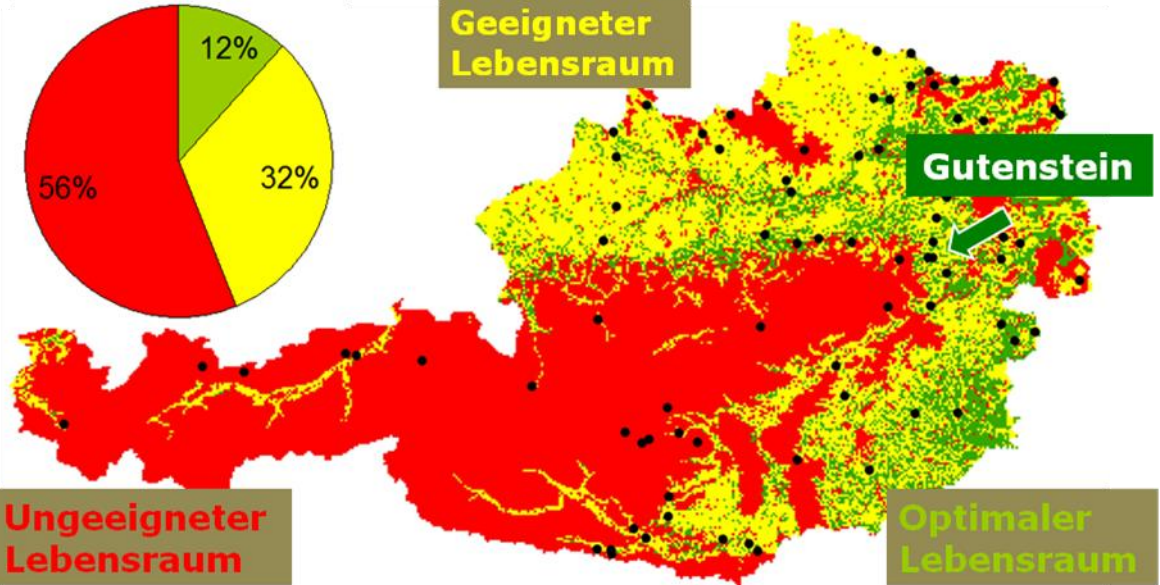 Geeigneter
Lebensraum
12%
32%
56%
Gutenstein
Ungeeigneter
Lebensraum
Optimaler
Lebensraum